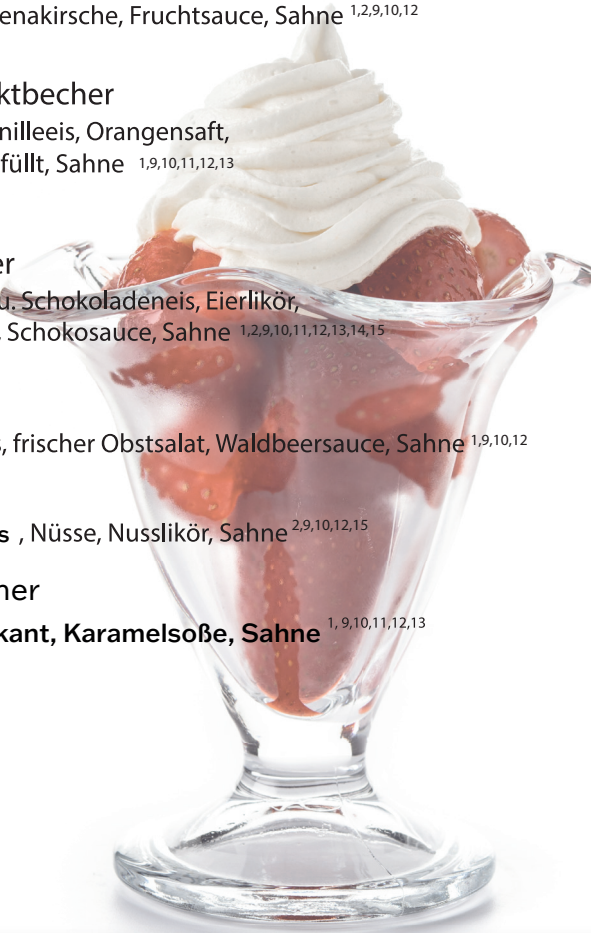 enakirsche, Fruchtsauce, Sahne 1,2,9,10,12
ktbecher
nilleeis, Orangensaft,
füllt, Sahne 1,9,10,11,12,13
er
u. Schokoladeneis, Eierlikör,
, Schokosauce, Sahne 1,2,9,10,11,12,13,14,15
, frischer Obstsalat, Waldbeersauce, Sahne 1,9,10,12
s , Nüsse, Nusslikör, Sahne 2,9,10,12,15
her
kant, Karamelsoße, Sahne 1, 9,10,11,12,13